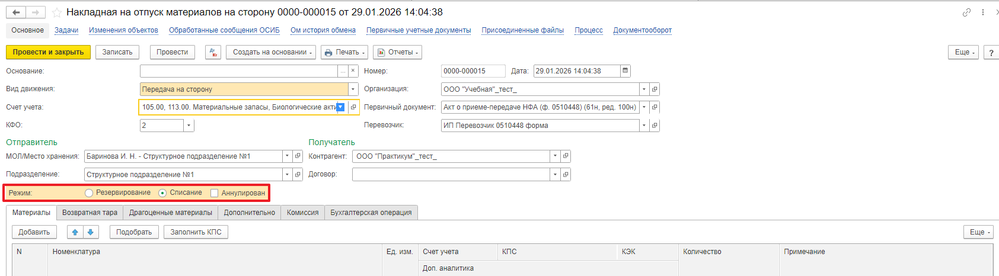 Накладная на отпуск материалов на сторону 0000-000015 от 29.01.2026 14:04:38
Основное Задачи Изменения объектов Обработанные сообщения ОСИБ Ом история обмена Первичные учетные документы Присоединенные файлы Процесс Документооборот
Провести и закрыть Записать Провести Дт Кт Создать на основании Печать Отчеты Еще ?
Основание: ... × Номер: 0000-000015 Дата: 29.01.2026 14:04:38
Вид движения: Передача на сторону Организация: ООО "Учебная"_тест_
Счет учета: 105.00, 113.00. Материальные запасы, Биологические акти Первичный документ: Акт о приеме-передаче НФА (ф. 0510448) (61н, ред. 100н)
КФО: 2 Перевозчик: ИП Перевозчик 0510448 форма
Отправитель Получатель
МОЛ/Место хранения: Баринова И. Н. - Структурное подразделение №1 Контрагент: ООО "Практикум"_тест_
Подразделение: Структурное подразделение №1 Договор:
Режим: Резервирование Списание Аннулирован
Материалы Возвратная тара Драгоценные материалы Дополнительно Комиссия Бухгалтерская операция
Добавить Подобрать Заполнить КПС Еще
N Номенклатура Ед. изм. Счет учета КПС КЭК Количество Примечание
Доп. аналитика